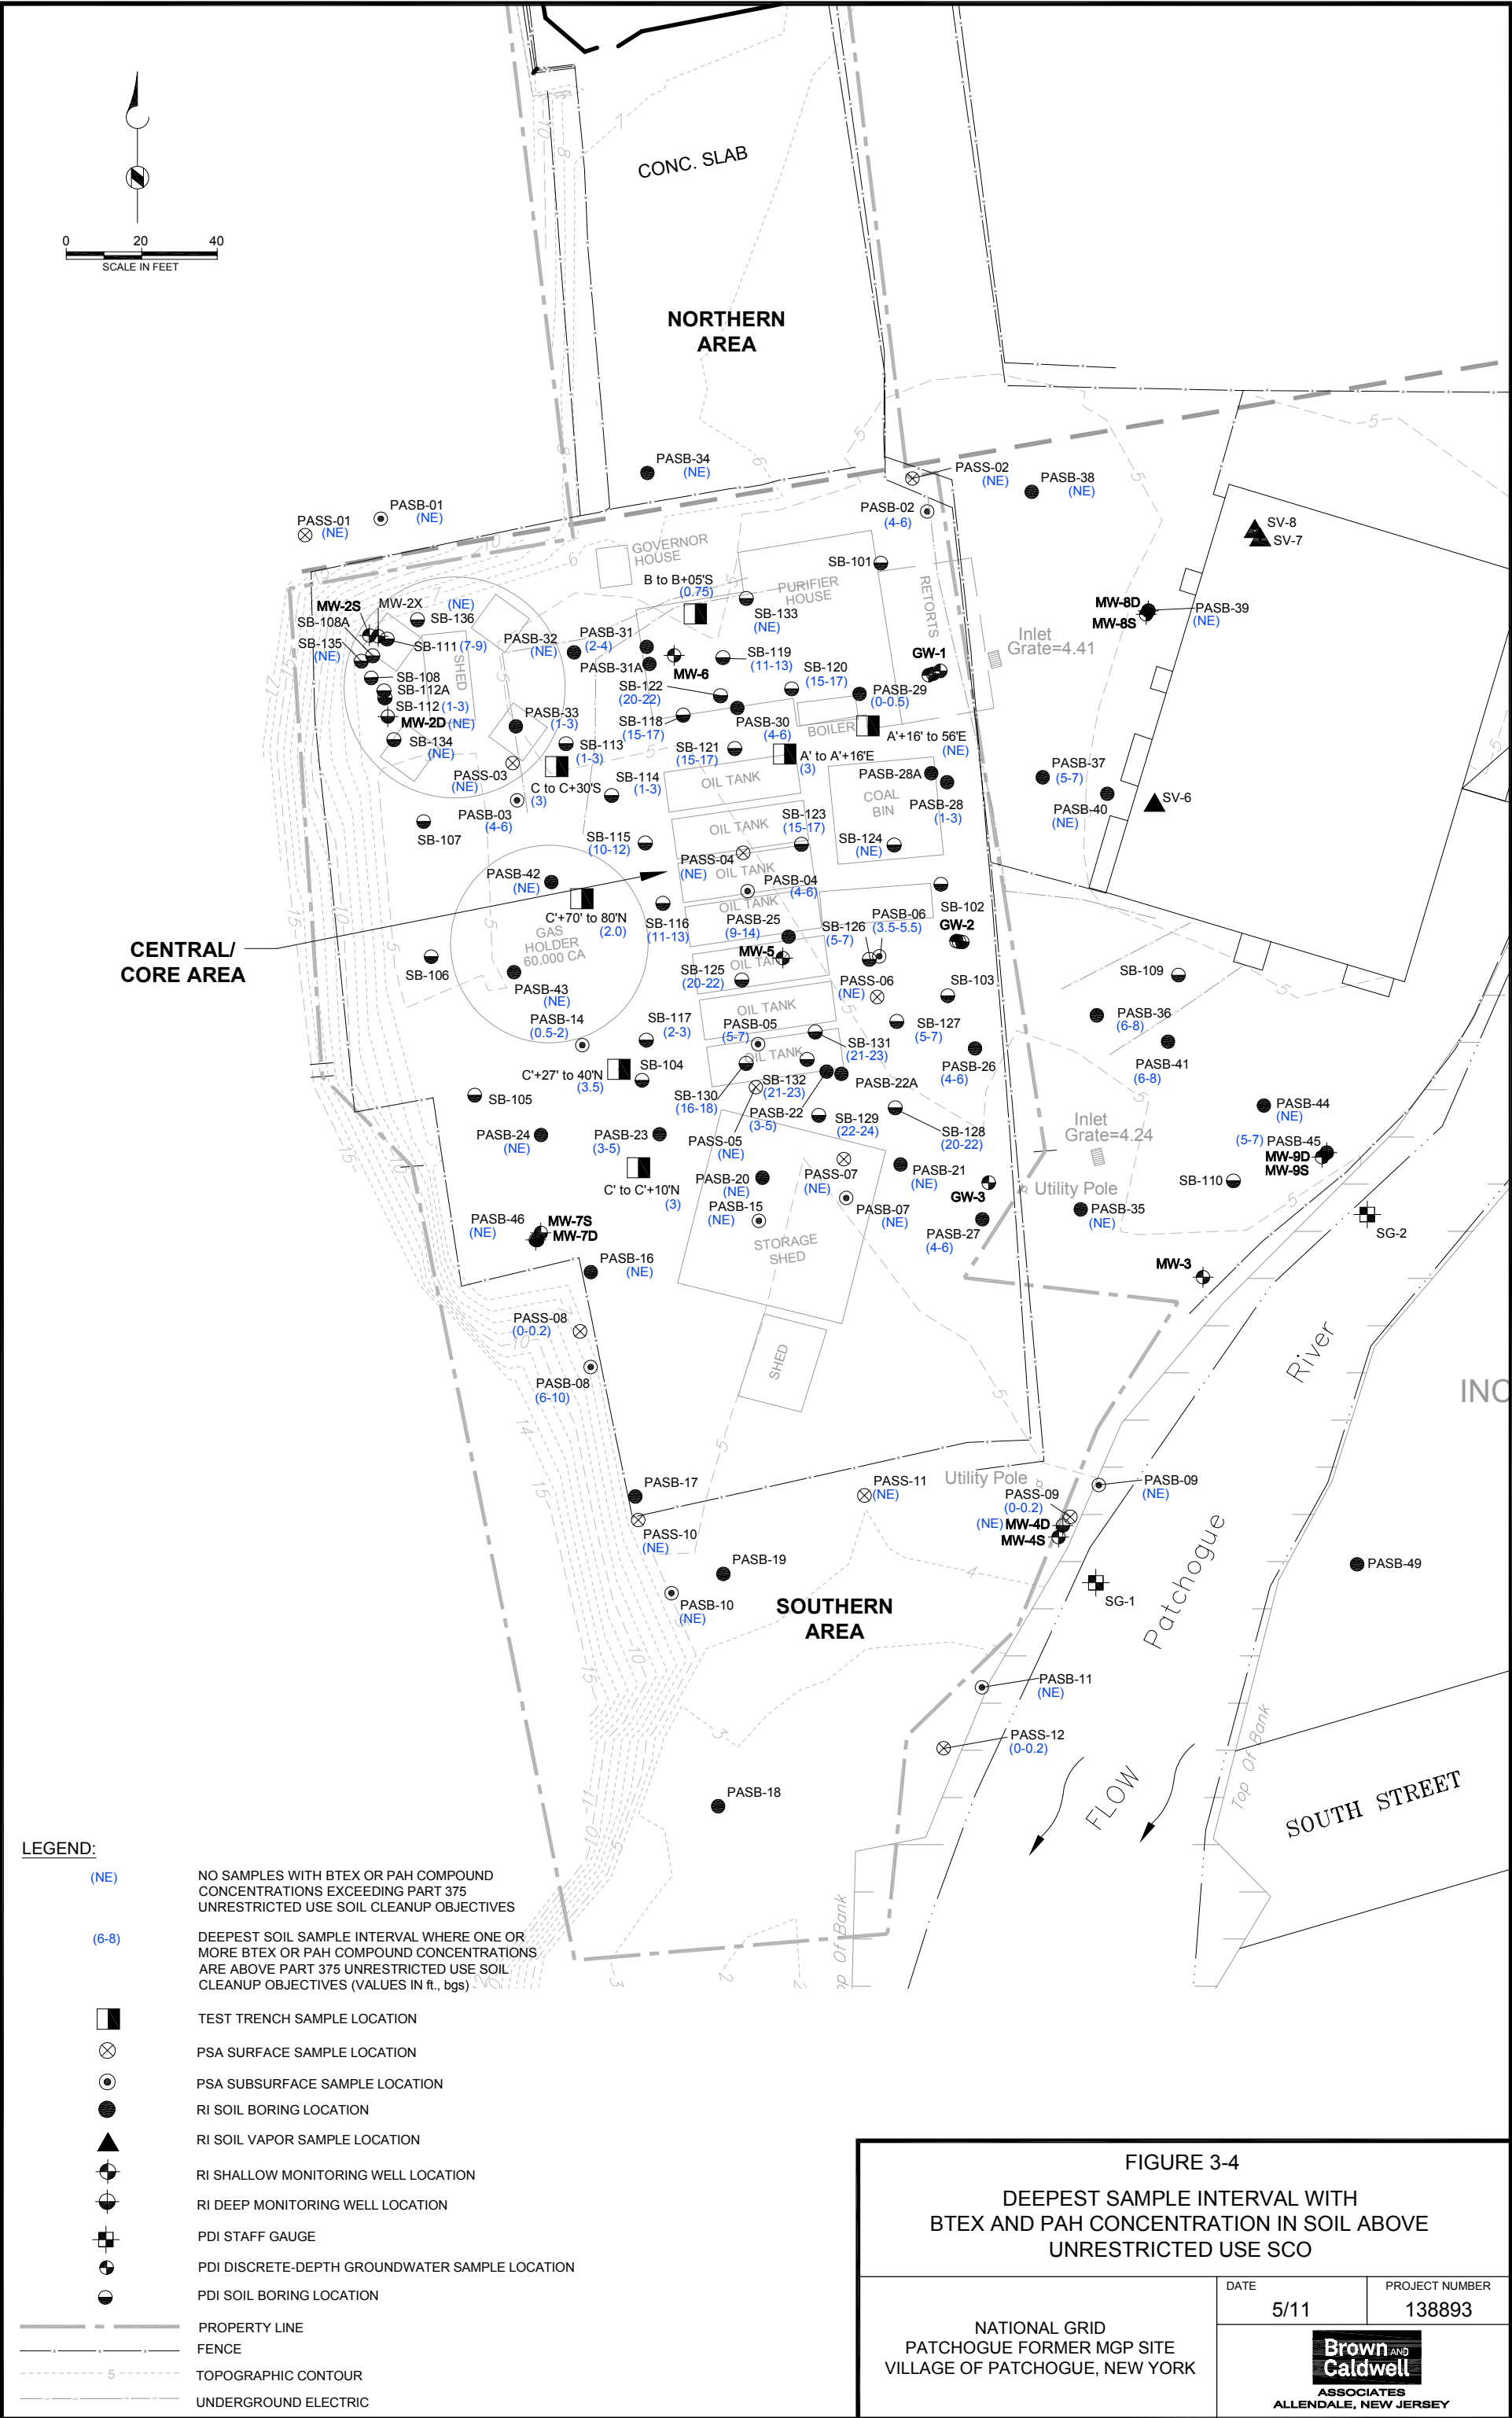 0 20 40
SCALE IN FEET
CONC. SLAB
NORTHERN
AREA
PASB-34
(NE)
PASS-02
(NE)
PASB-38
(NE)
PASB-02
(4-6)
PASB-01
(NE)
PASS-01
(NE)
SV-8
SV-7
GOVERNOR
HOUSE
B to B+05'S
(0.75)
PURIFIER
HOUSE
SB-101
RETORTS
SB-133
(NE)
MW-8D
MW-8S
PASB-39
(NE)
Inlet
Grate=4.41
MW-2S
MW-2X
(NE)
SB-136
SB-108A
SB-135
(NE)
SB-111 (7-9)
SHED
SB-108
SB-112A
SB-112 (1-3)
MW-2D (NE)
SB-134
(NE)
PASB-32
(NE)
PASB-31
(2-4)
PASB-31A
MW-6
SB-119
(11-13)
SB-120
(15-17)
GW-1
SB-122
(20-22)
PASB-29
(0-0.5)
PASB-33
(1-3)
SB-118
(15-17)
PASB-30
(4-6)
BOILER
A'+16' to 56'E
(NE)
SB-113
(1-3)
SB-121
(15-17)
A' to A'+16'E
(3)
PASS-03
(NE)
C to C+30'S
(3)
SB-114
(1-3)
OIL TANK
PASB-28A
PASB-28
(1-3)
COAL
BIN
PASB-37
(5-7)
PASB-40
(NE)
SV-6
PASB-03
(4-6)
SB-107
SB-115
(10-12)
OIL TANK
SB-123
(15-17)
SB-124
(NE)
PASS-04
(NE)
OIL TANK
PASB-04
(4-6)
PASB-42
(NE)
C'+70' to 80'N
(2.0)
SB-116
(11-13)
OIL TANK
PASB-25
(9-14)
SB-126
(5-7)
PASB-06
(3.5-5.5)
SB-102
GW-2
GAS
HOLDER
60,000 CA
CENTRAL/
CORE AREA
SB-106
MW-5
OIL TANK
SB-125
(20-22)
PASS-06
(NE)
SB-103
SB-109
PASB-43
(NE)
OIL TANK
PASB-14
(0.5-2)
SB-117
(2-3)
PASB-05
(5-7)
SB-127
(5-7)
PASB-36
(6-8)
SB-131
(21-23)
OIL TANK
PASB-26
(4-6)
PASB-41
(6-8)
C'+27' to 40'N
(3.5)
SB-104
SB-105
SB-130
(16-18)
SB-132
(21-23)
PASB-22A
PASB-22
(3-5)
SB-129
(22-24)
SB-128
(20-22)
PASB-44
(NE)
PASB-24
(NE)
PASB-23
(3-5)
PASS-05
(NE)
Inlet
Grate=4.24
(5-7) PASB-45
MW-9D
MW-9S
C' to C'+10'N
(3)
PASB-20
(NE)
PASS-07
(NE)
PASB-21
(NE)
GW-3
Utility Pole
SB-110
PASB-46
(NE)
MW-7S
MW-7D
PASB-15
(NE)
PASB-07
(NE)
PASB-27
(4-6)
PASB-35
(NE)
SG-2
STORAGE
SHED
PASB-16
(NE)
MW-3
PASS-08
(0-0.2)
PASB-08
(6-10)
SHED
River
INC
PASB-17
PASS-11
(NE)
Utility Pole
PASS-09
(0-0.2)
PASB-09
(NE)
(NE) MW-4D
MW-4S
PASS-10
(NE)
PASB-19
PASB-10
(NE)
SG-1
Patchogue
PASB-49
SOUTHERN
AREA
PASB-11
(NE)
PASS-12
(0-0.2)
PASB-18
FLOW
Top Of Bank
SOUTH STREET
op Of Bank
LEGEND:
(NE) NO SAMPLES WITH BTEX OR PAH COMPOUND
CONCENTRATIONS EXCEEDING PART 375
UNRESTRICTED USE SOIL CLEANUP OBJECTIVES
(6-8) DEEPEST SOIL SAMPLE INTERVAL WHERE ONE OR
MORE BTEX OR PAH COMPOUND CONCENTRATIONS
ARE ABOVE PART 375 UNRESTRICTED USE SOIL
CLEANUP OBJECTIVES (VALUES IN ft., bgs)
TEST TRENCH SAMPLE LOCATION
PSA SURFACE SAMPLE LOCATION
PSA SUBSURFACE SAMPLE LOCATION
RI SOIL BORING LOCATION
RI SOIL VAPOR SAMPLE LOCATION
RI SHALLOW MONITORING WELL LOCATION
RI DEEP MONITORING WELL LOCATION
PDI STAFF GAUGE
PDI DISCRETE-DEPTH GROUNDWATER SAMPLE LOCATION
PDI SOIL BORING LOCATION
PROPERTY LINE
FENCE
5 TOPOGRAPHIC CONTOUR
UNDERGROUND ELECTRIC
FIGURE 3-4
DEEPEST SAMPLE INTERVAL WITH
BTEX AND PAH CONCENTRATION IN SOIL ABOVE
UNRESTRICTED USE SCO
NATIONAL GRID
PATCHOGUE FORMER MGP SITE
VILLAGE OF PATCHOGUE, NEW YORK
DATE
5/11
PROJECT NUMBER
138893
Brown AND
Caldwell
ASSOCIATES
ALLENDALE, NEW JERSEY